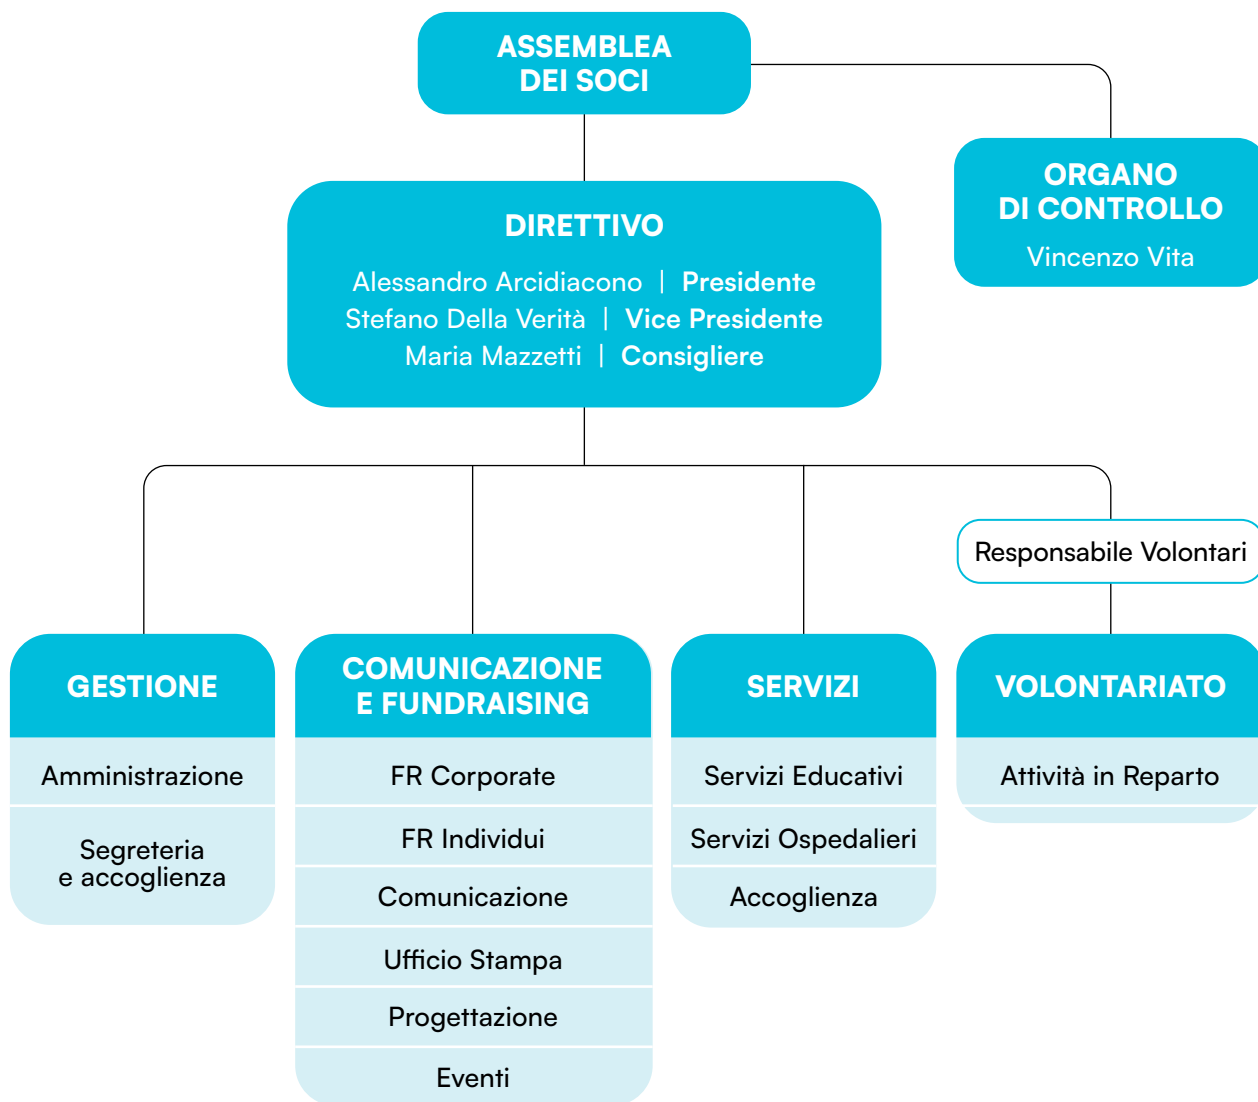 ASSEMBLEA
DEI SOCI
ORGANO
DI CONTROLLO
Vincenzo Vita
DIRETTIVO
Alessandro Arcidiacono | Presidente
Stefano Della Verità | Vice Presidente
Maria Mazzetti | Consigliere
Responsabile Volontari
GESTIONE
Amministrazione
Segreteria
e accoglienza
COMUNICAZIONE
E FUNDRAISING
FR Corporate
FR Individui
Comunicazione
Ufficio Stampa
Progettazione
Eventi
SERVIZI
Servizi Educativi
Servizi Ospedalieri
Accoglienza
VOLONTARIATO
Attività in Reparto